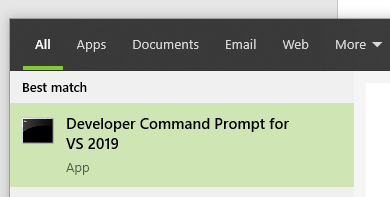 All Apps Documents Email Web More
Best match
Developer Command Prompt for
VS 2019
App